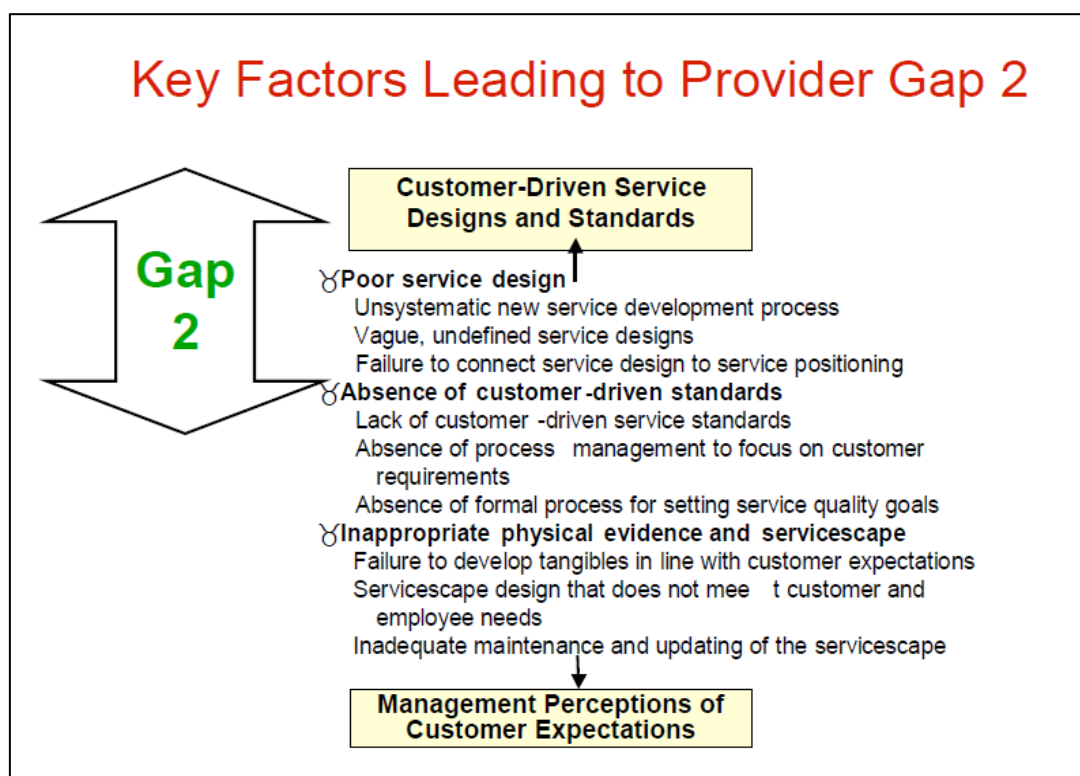 Key Factors Leading to Provider Gap 2
Customer-Driven Service
Designs and Standards
Gap
2
Poor service design
Unsystematic new service development process
Vague, undefined service designs
Failure to connect service design to service positioning
Absence of customer-driven standards
Lack of customer-driven service standards
Absence of process management to focus on customer
requirements
Absence of formal process for setting service quality goals
Inappropriate physical evidence and servicescape
Failure to develop tangibles in line with customer expectations
Servicescape design that does not mee t customer and
employee needs
Inadequate maintenance and updating of the servicescape
Management Perceptions of
Customer Expectations